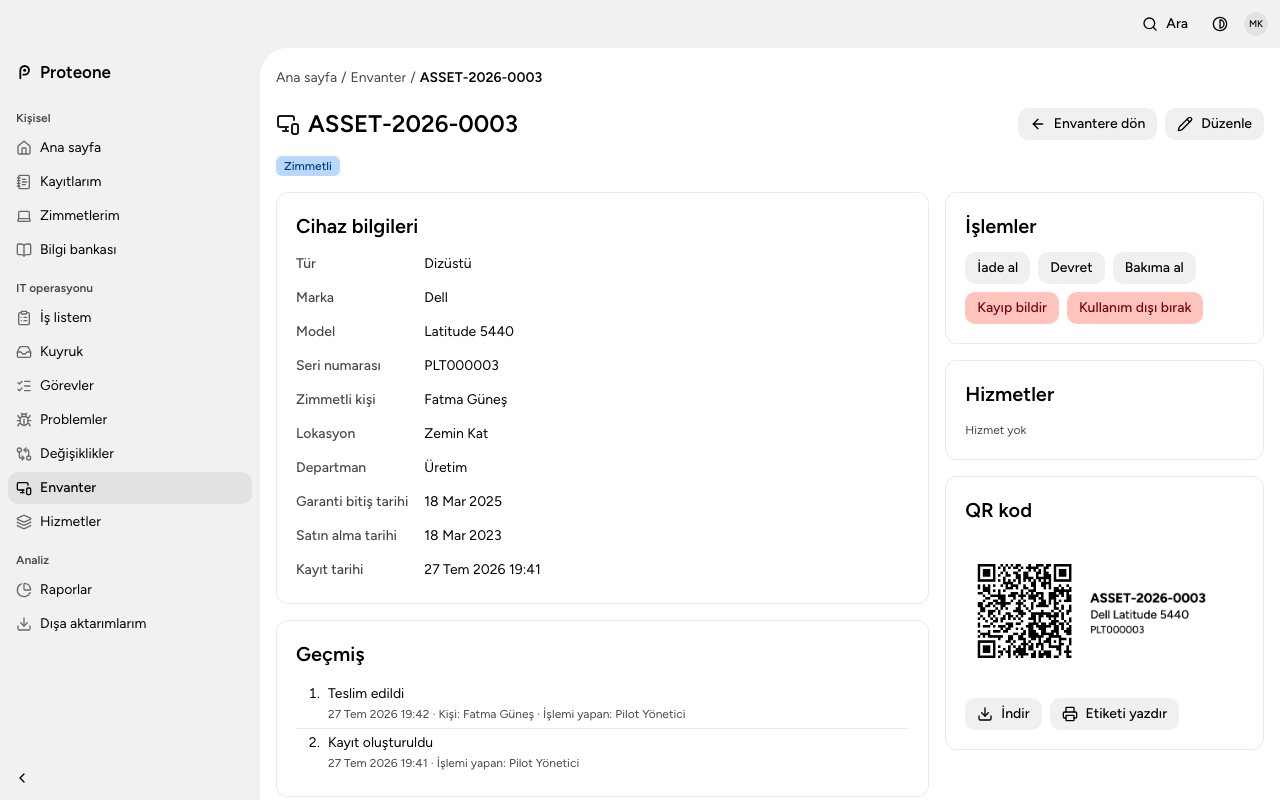 Ara
MK
Proteone
Kişisel
Ana sayfa
Kayıtlarım
Zimmetlerim
Bilgi bankası
IT operasyonu
İş listem
Kuyruk
Görevler
Problemler
Değişiklikler
Envanter
Hizmetler
Analiz
Raporlar
Dışa aktarımlarım
Ana sayfa / Envanter / ASSET-2026-0003
ASSET-2026-0003
Envantere dön
Düzenle
Zimmetli
Cihaz bilgileri
Tür Dizüstü
Marka Dell
Model Latitude 5440
Seri numarası PLT000003
Zimmetli kişi Fatma Güneş
Lokasyon Zemin Kat
Departman Üretim
Garanti bitiş tarihi 18 Mar 2025
Satın alma tarihi 18 Mar 2023
Kayıt tarihi 27 Tem 2026 19:41
Geçmiş
1. Teslim edildi
27 Tem 2026 19:42 · Kişi: Fatma Güneş · İşlemi yapan: Pilot Yönetici
2. Kayıt oluşturuldu
27 Tem 2026 19:41 · İşlemi yapan: Pilot Yönetici
İşlemler
İade al Devret Bakıma al
Kayıp bildir Kullanım dışı bırak
Hizmetler
Hizmet yok
QR kod
ASSET-2026-0003
Dell Latitude 5440
PLT000003
İndir Etiketi yazdır